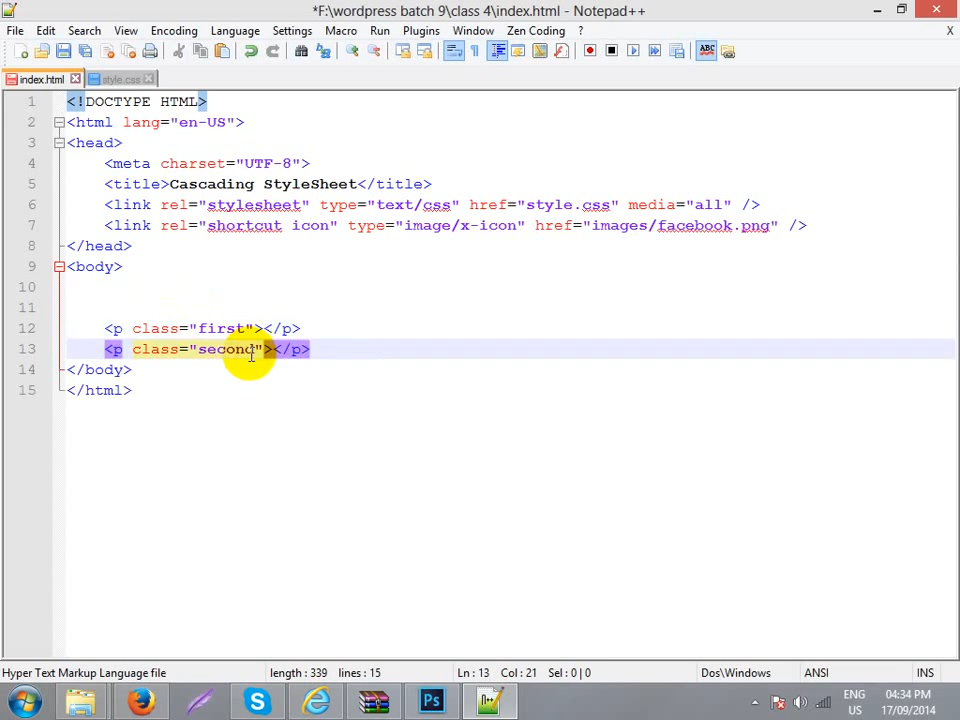 *F:\wordpress batch 9\class 4\index.html - Notepad++
File Edit Search View Encoding Language Settings Macro Run Plugins Window Zen Coding ? X
index.html style.css
1 <!DOCTYPE HTML>
2 <html lang="en-US">
3 <head>
4 <meta charset="UTF-8">
5 <title>Cascading StyleSheet</title>
6 <link rel="stylesheet" type="text/css" href="style.css" media="all" />
7 <link rel="shortcut icon" type="image/x-icon" href="images/facebook.png" />
8 </head>
9 <body>
10
11
12 <p class="first"></p>
13 <p class="second"></p>
14 </body>
15 </html>
Hyper Text Markup Language file length : 339 lines : 15 Ln : 13 Col : 21 Sel : 0 | 0 Dos\Windows ANSI INS
ENG 04:34 PM
US 17/09/2014